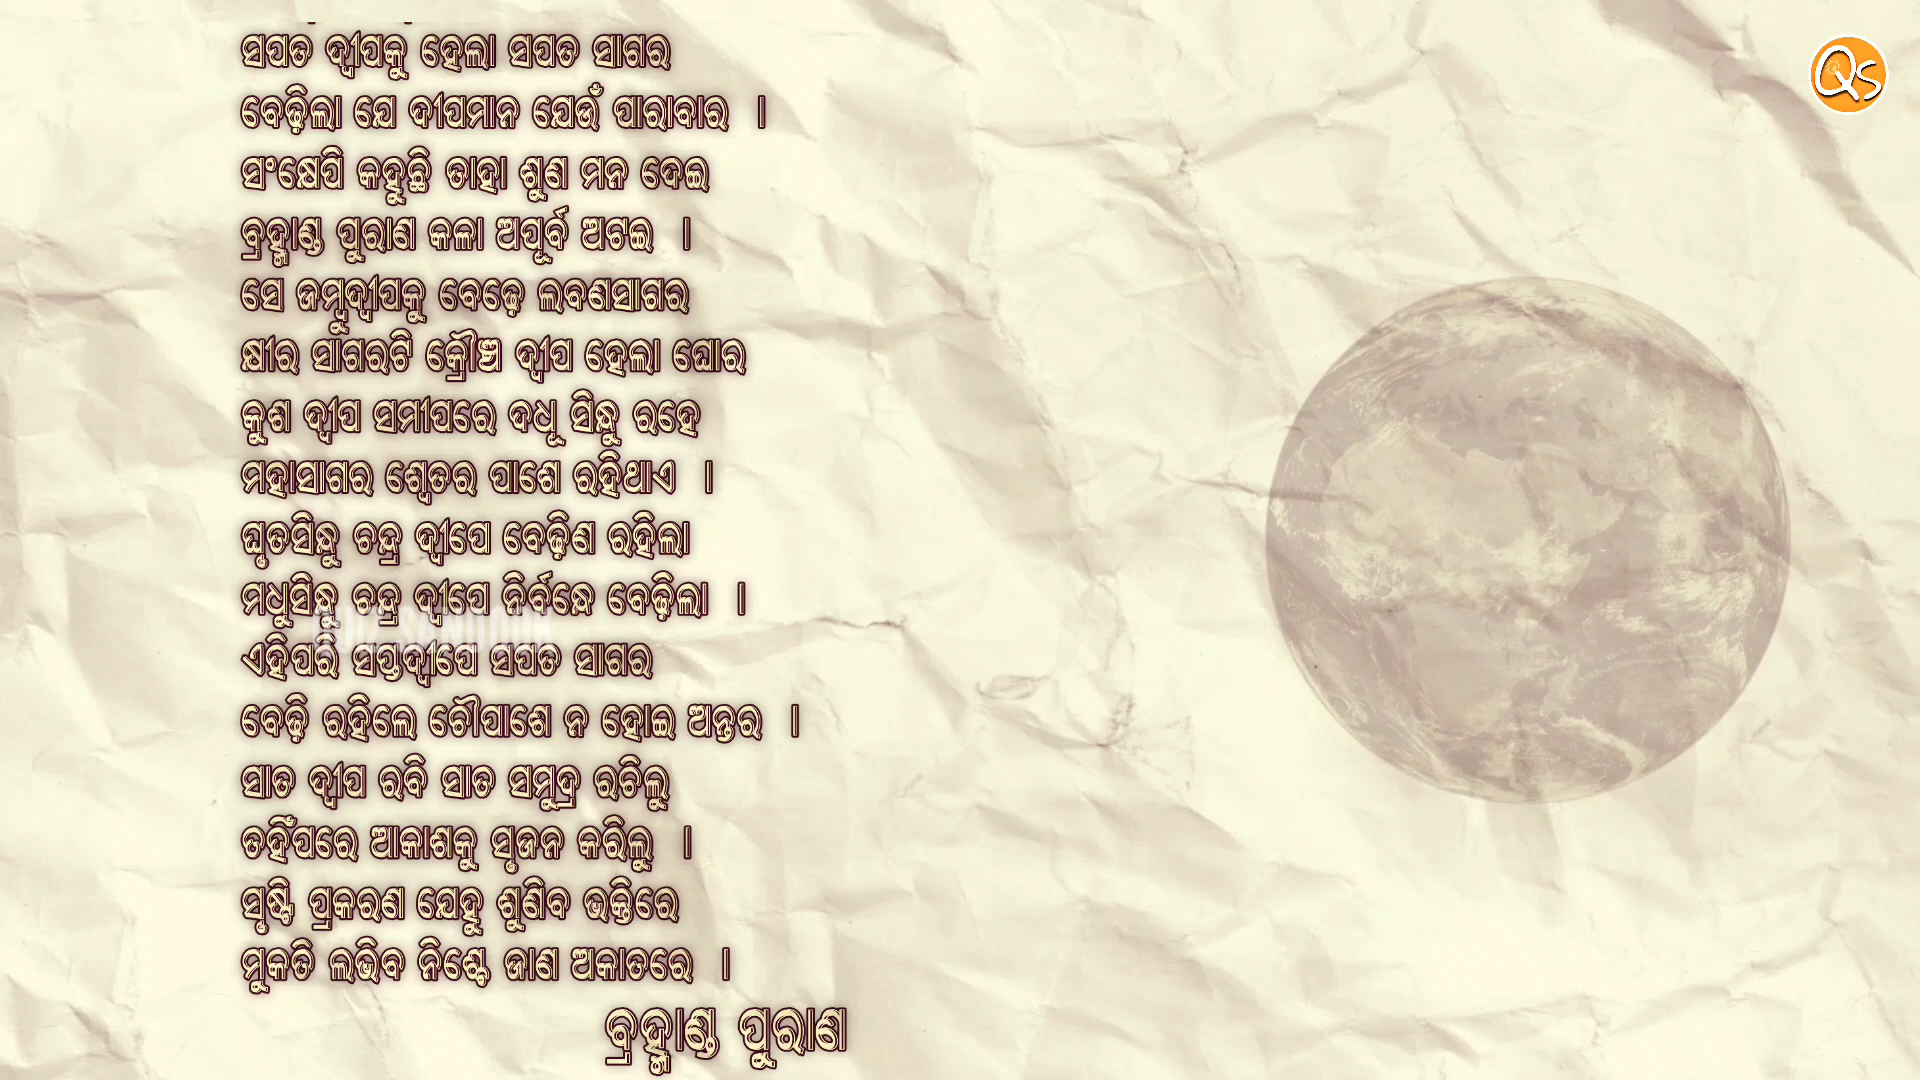 ସପତ ଦ୍ଵୀପକୁ ହେଲା ସପତ ସାଗର
ବେଢ଼ିଲା ଯେ ଦୀପମାନ ଯେଉଁ ପାରାବାର ।
ସଂକ୍ଷେପି କହୁଛି ତାହା ଶୁଣ ମନ ଦେଇ
ବ୍ରହ୍ମାଣ୍ଡ ପୁରାଣ କଳା ଅପୂର୍ବ ଅଟଇ ।
ସେ ଜମ୍ବୁଦ୍ୱୀପକୁ ବେଢ଼େ ଲବଣସାଗର
କ୍ଷୀର ସାଗରଟି କ୍ରୌଞ୍ଚ ଦ୍ଵୀପ ହେଲା ଘୋର
କୁଶ ଦ୍ଵୀପ ସମୀପରେ ଦଧି ସିନ୍ଧୁ ରହେ
ମହାସାଗର ଶ୍ଵେତର ପାଶେ ରହିଥାଏ ।
ଘୃତସିନ୍ଧୁ ଚନ୍ଦ୍ର ଦ୍ଵୀପେ ବେଢ଼ିଣ ରହିଲା
ମଧୁସିନ୍ଧୁ ଚନ୍ଦ୍ର ଦ୍ଵୀପେ ନିର୍ବନ୍ଧେ ବେଢ଼ିଲା ।
ଏହିପରି ସପ୍ତଦ୍ଵୀପେ ସପତ ସାଗର
ବେଢ଼ି ରହିଲେ ଚୌପାଶେ ନ ହୋଇ ଅନ୍ତର ।
ସାତ ଦ୍ଵୀପ ରବି ସାତ ସମୁଦ୍ର ରଚିଲୁ
ତହିଁପରେ ଆକାଶକୁ ସୃଜନ କରିଲୁ ।
ସୃଷ୍ଟି ପ୍ରକରଣ ଯେହୁ ଶୁଣିବ ଭକ୍ତିରେ
ମୁକତି ଲଭିବ ନିଶ୍ଚେ ଜାଣ ଅକାତରେ ।
ବ୍ରହ୍ମାଣ୍ଡ ପୁରାଣ
QS